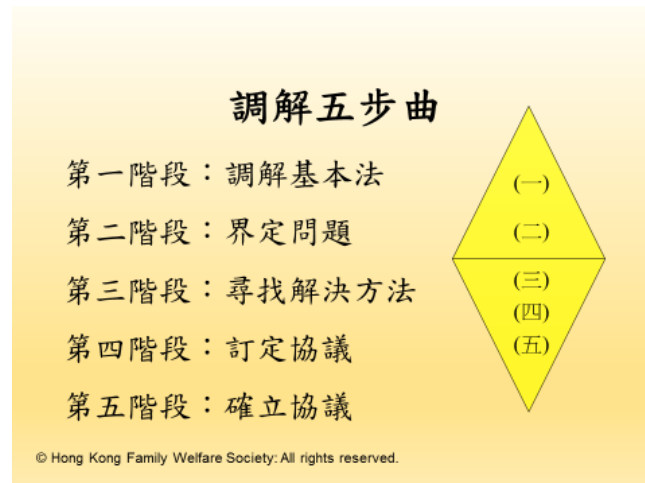 調解五步曲
第一階段：調解基本法
第二階段：界定問題
第三階段：尋找解決方法
第四階段：訂定協議
第五階段：確立協議
(一)
(二)
(三)
(四)
(五)
© Hong Kong Family Welfare Society: All rights reserved.